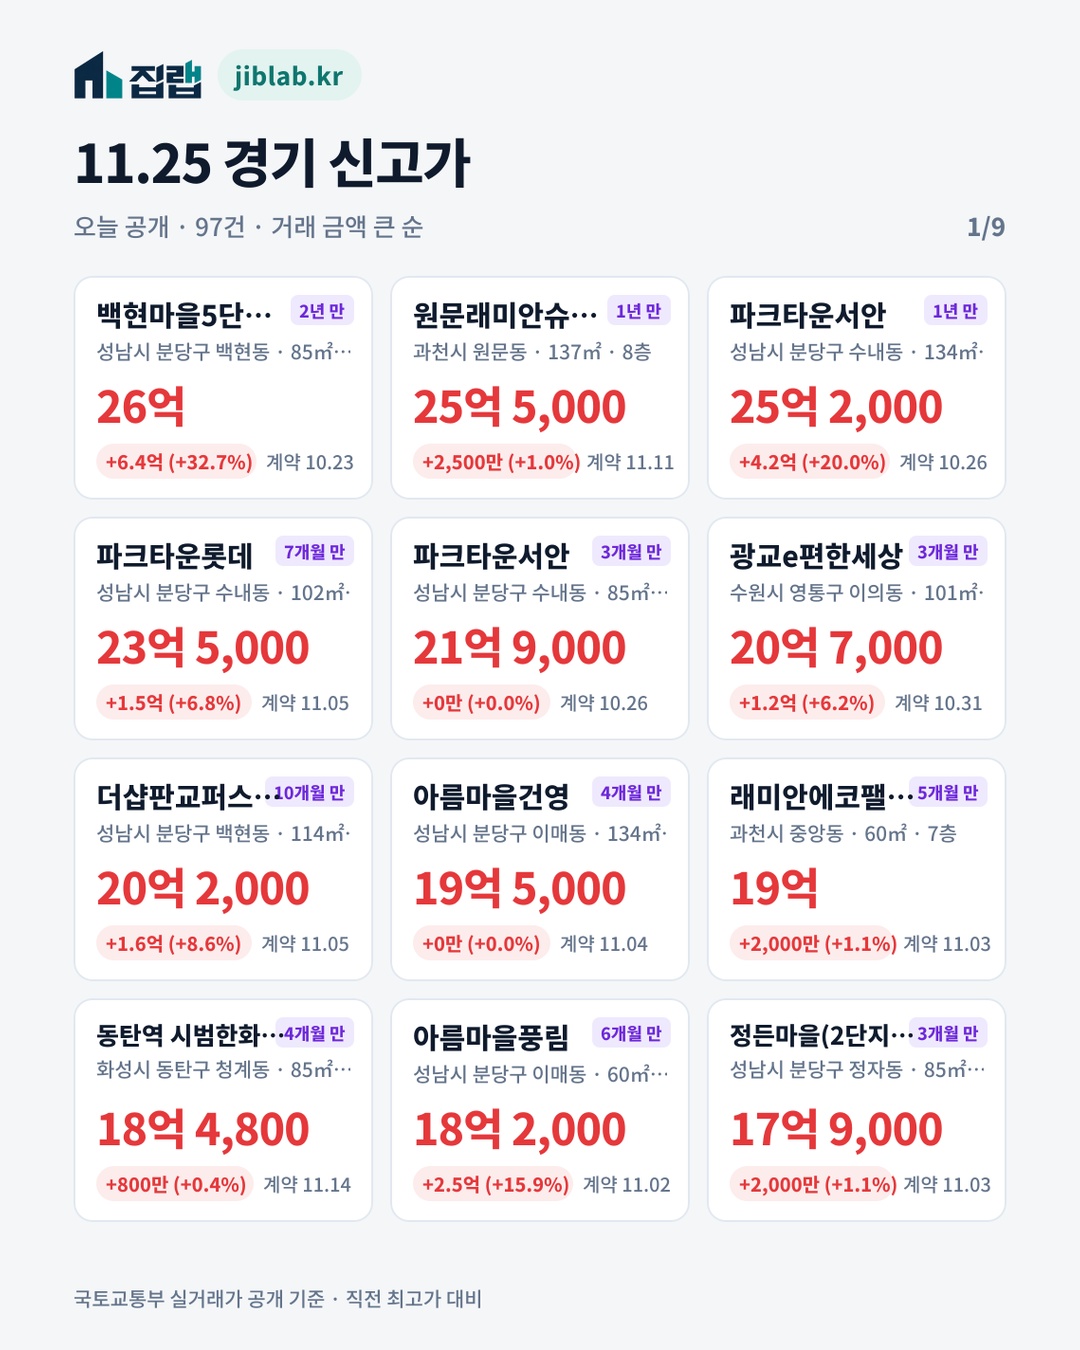 집랩 jiblab.kr
11.25 경기 신고가
오늘 공개 · 97건 · 거래 금액 큰 순 1/9
백현마을5단… 2년 만
성남시 분당구 백현동 · 85㎡…
26억
+6.4억 (+32.7%) 계약 10.23
원문래미안슈… 1년 만
과천시 원문동 · 137㎡ · 8층
25억 5,000
+2,500만 (+1.0%) 계약 11.11
파크타운서안 1년 만
성남시 분당구 수내동 · 134㎡·
25억 2,000
+4.2억 (+20.0%) 계약 10.26
파크타운롯데 7개월 만
성남시 분당구 수내동 · 102㎡·
23억 5,000
+1.5억 (+6.8%) 계약 11.05
파크타운서안 3개월 만
성남시 분당구 수내동 · 85㎡…
21억 9,000
+0만 (+0.0%) 계약 10.26
광교e편한세상 3개월 만
수원시 영통구 이의동 · 101㎡·
20억 7,000
+1.2억 (+6.2%) 계약 10.31
더샵판교퍼스… 10개월 만
성남시 분당구 백현동 · 114㎡·
20억 2,000
+1.6억 (+8.6%) 계약 11.05
아름마을건영 4개월 만
성남시 분당구 이매동 · 134㎡·
19억 5,000
+0만 (+0.0%) 계약 11.04
래미안에코팰… 5개월 만
과천시 중앙동 · 60㎡ · 7층
19억
+2,000만 (+1.1%) 계약 11.03
동탄역 시범한화… 4개월 만
화성시 동탄구 청계동 · 85㎡…
18억 4,800
+800만 (+0.4%) 계약 11.14
아름마을풍림 6개월 만
성남시 분당구 이매동 · 60㎡…
18억 2,000
+2.5억 (+15.9%) 계약 11.02
정든마을(2단지… 3개월 만
성남시 분당구 정자동 · 85㎡…
17억 9,000
+2,000만 (+1.1%) 계약 11.03
국토교통부 실거래가 공개 기준 · 직전 최고가 대비